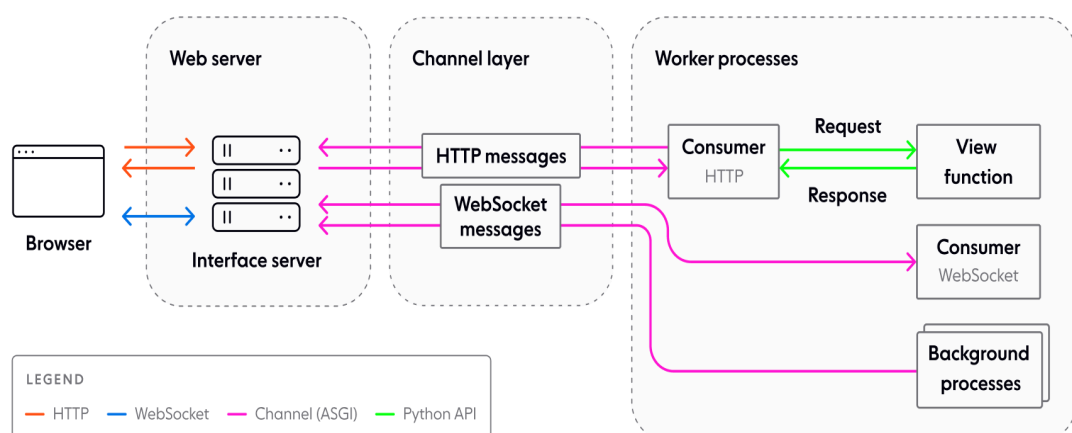 Web server
Channel layer
Worker processes
Browser
Interface server
HTTP messages
WebSocket
messages
Consumer
HTTP
Request
Response
View
function
Consumer
WebSocket
Background
processes
LEGEND
HTTP
WebSocket
Channel (ASGI)
Python API